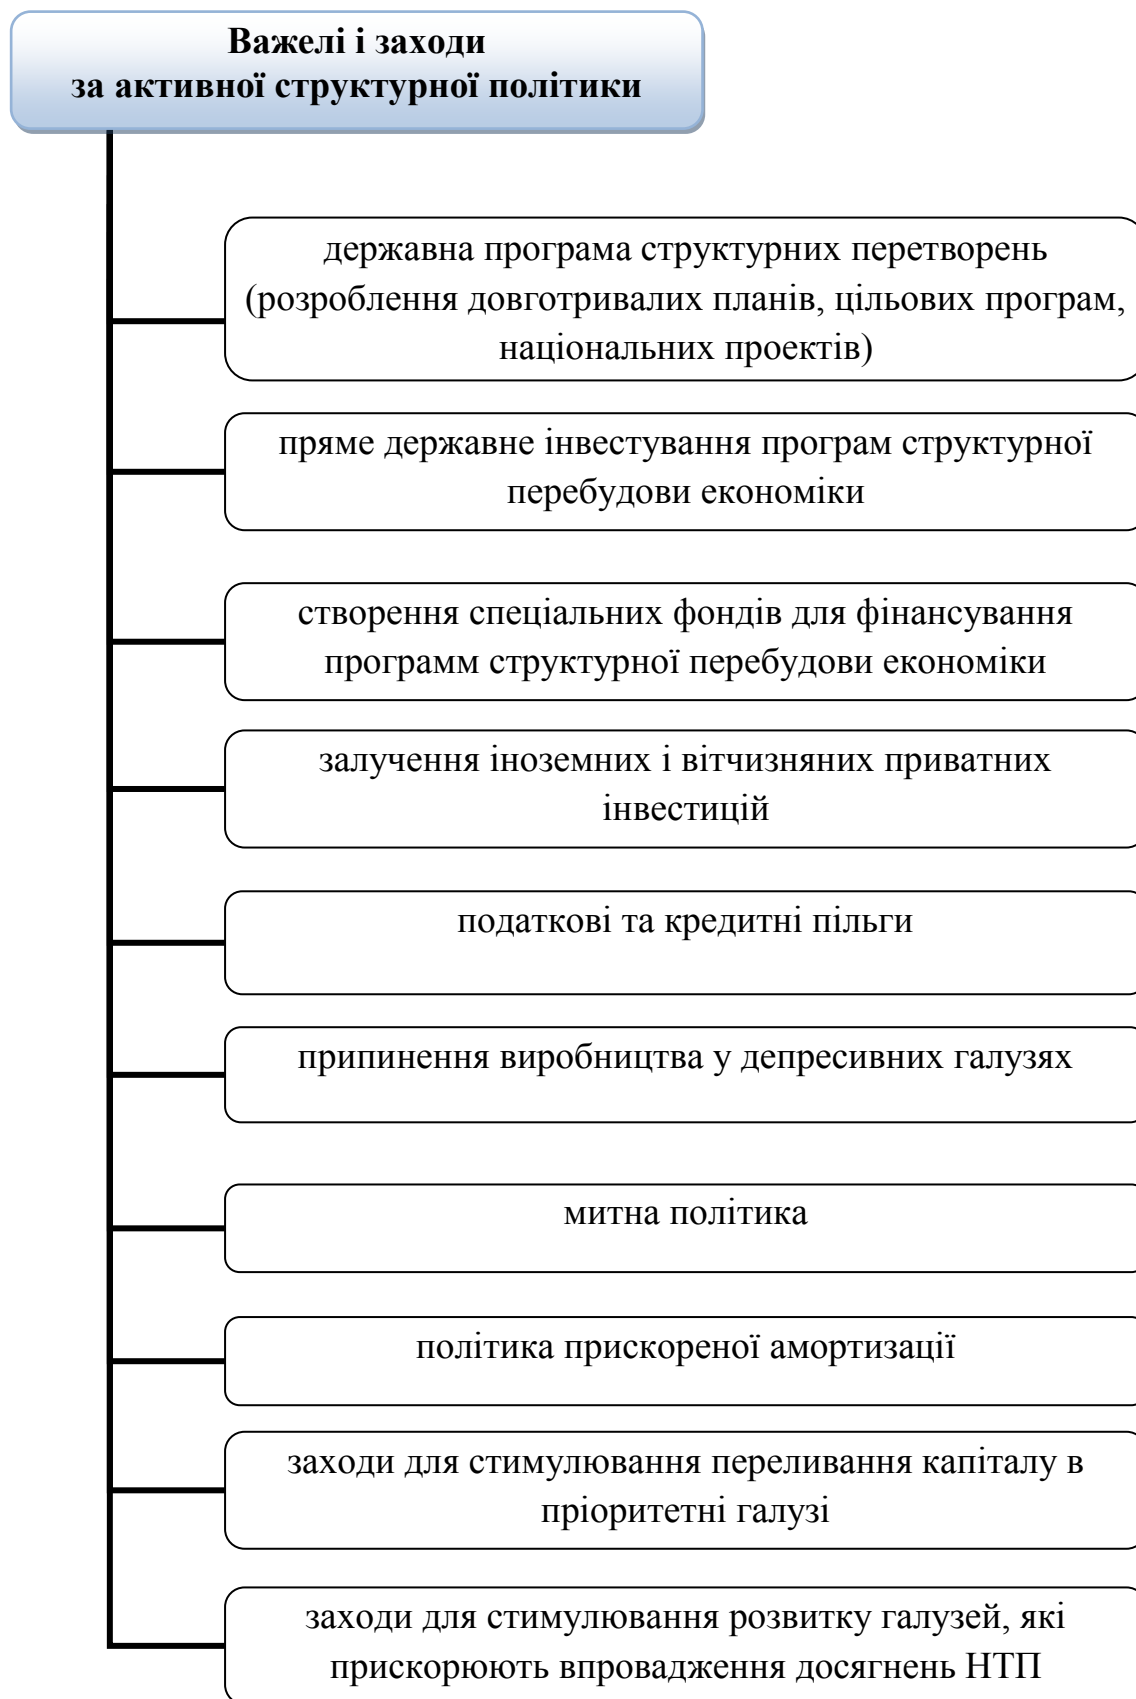 Важелі і заходи
за активної структурної політики
державна програма структурних перетворень
(розроблення довготривалих планів, цільових програм,
національних проектів)
пряме державне інвестування програм структурної
перебудови економіки
створення спеціальних фондів для фінансування
программ структурної перебудови економіки
залучення іноземних і вітчизняних приватних
інвестицій
податкові та кредитні пільги
припинення виробництва у депресивних галузях
митна політика
політика прискореної амортизації
заходи для стимулювання переливання капіталу в
пріоритетні галузі
заходи для стимулювання розвитку галузей, які
прискорюють впровадження досягнень НТП